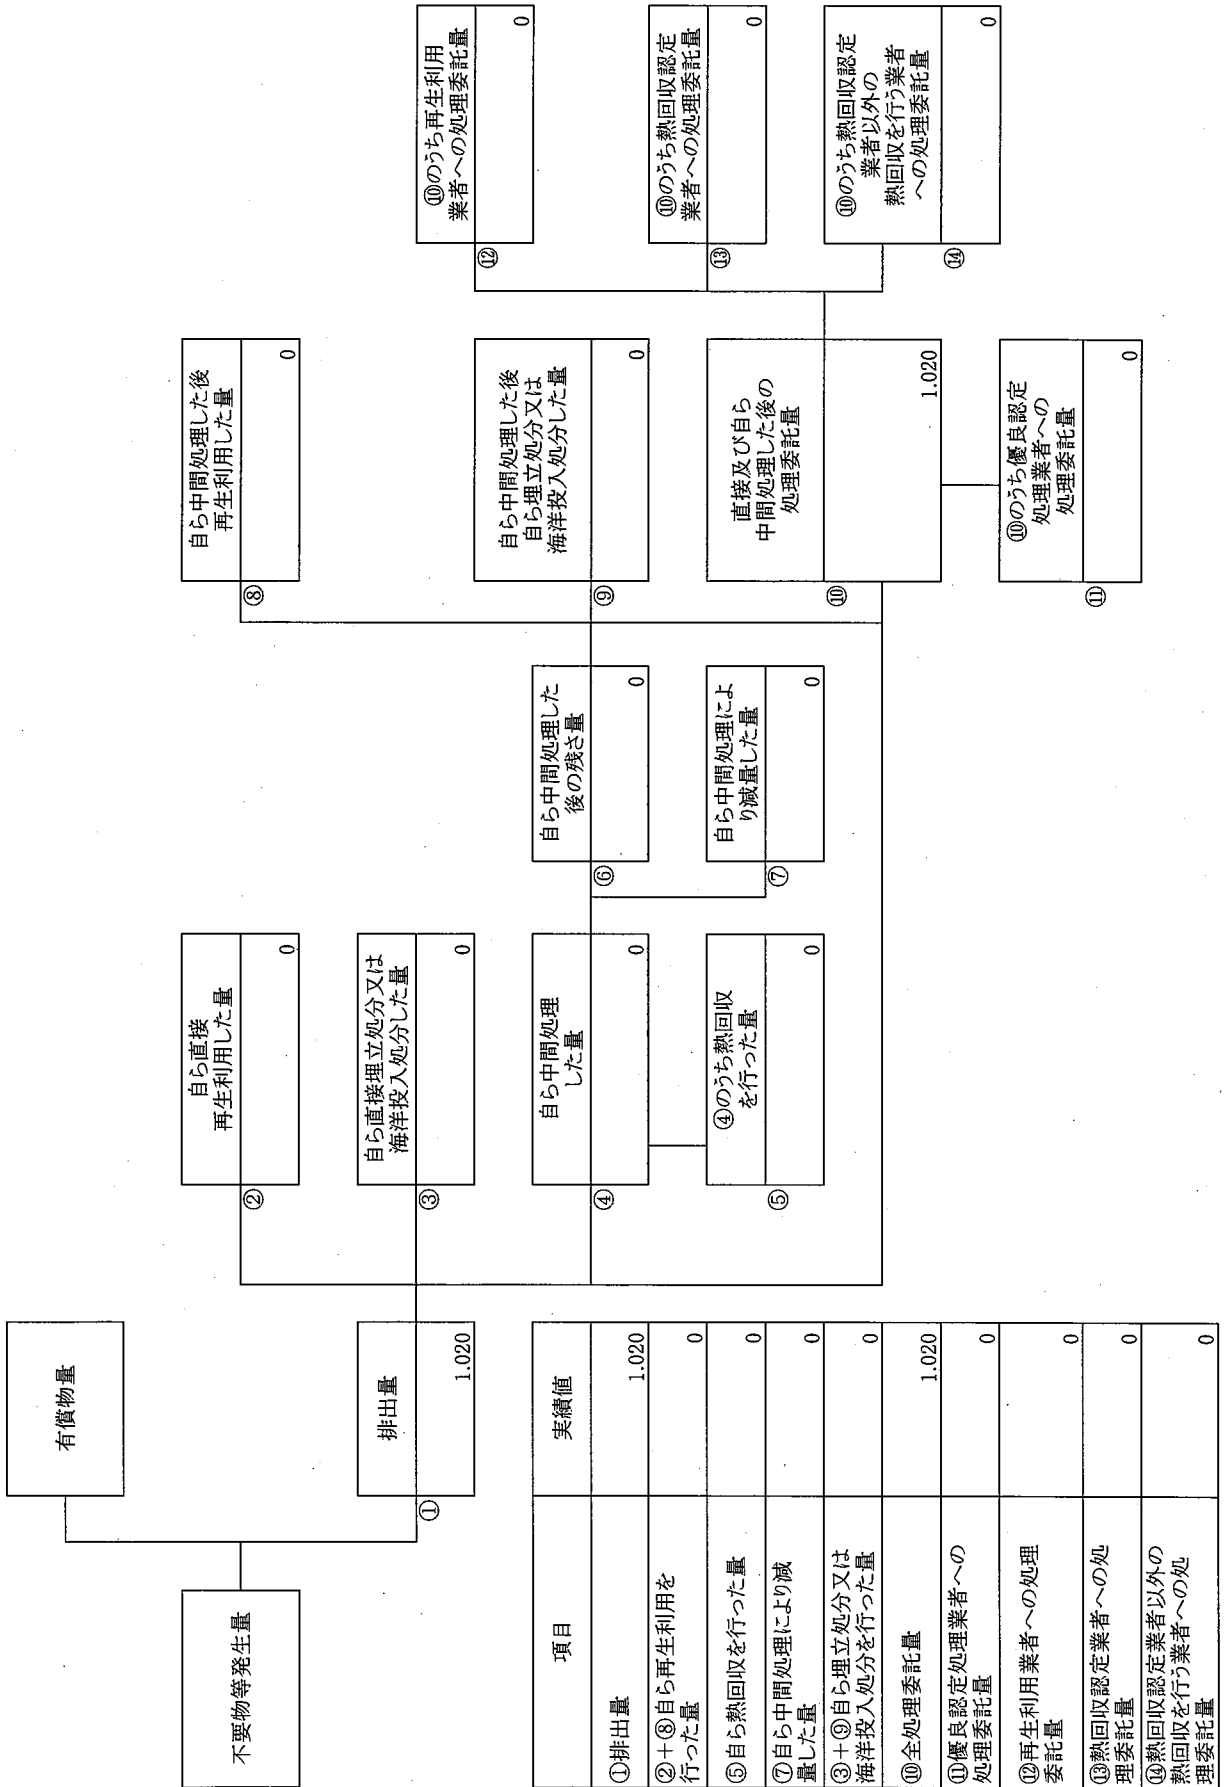 不要物等発生量
有償物量
①
排出量
1.020
②
自ら直接
再生利用した量
0
③
自ら直接埋立処分又は
海洋投入処分した量
0
④
自ら中間処理
した量
0
⑤
④のうち熱回収
を行った量
0
⑥
自ら中間処理した
後の残さ量
0
⑦
自ら中間処理によ
り減量した量
0
⑧
自ら中間処理した後
再生利用した量
0
⑨
自ら中間処理した後
自ら埋立処分又は
海洋投入処分した量
0
⑩
直接及び自ら
中間処理した後の
処理委託量
1.020
⑪
⑩のうち優良認定
処理業者への
処理委託量
0
⑫
⑩のうち再生利用
業者への処理委託量
0
⑬
⑩のうち熱回収認定
業者への処理委託量
0
⑭
⑩のうち熱回収認定
業者以外の
熱回収を行う業者
への処理委託量
0
項目 実績値
①排出量 1.020
②+⑧自ら再生利用を
行った量 0
⑤自ら熱回収を行った量 0
⑦自ら中間処理により減
量した量 0
③+⑨自ら埋立処分又は
海洋投入処分を行った量 0
⑩全処理委託量 1.020
⑪優良認定処理業者への
処理委託量 0
⑫再生利用業者への処理
委託量 0
⑬熱回収認定業者への処
理委託量 0
⑭熱回収認定業者以外の
熱回収を行う業者への処
理委託量 0